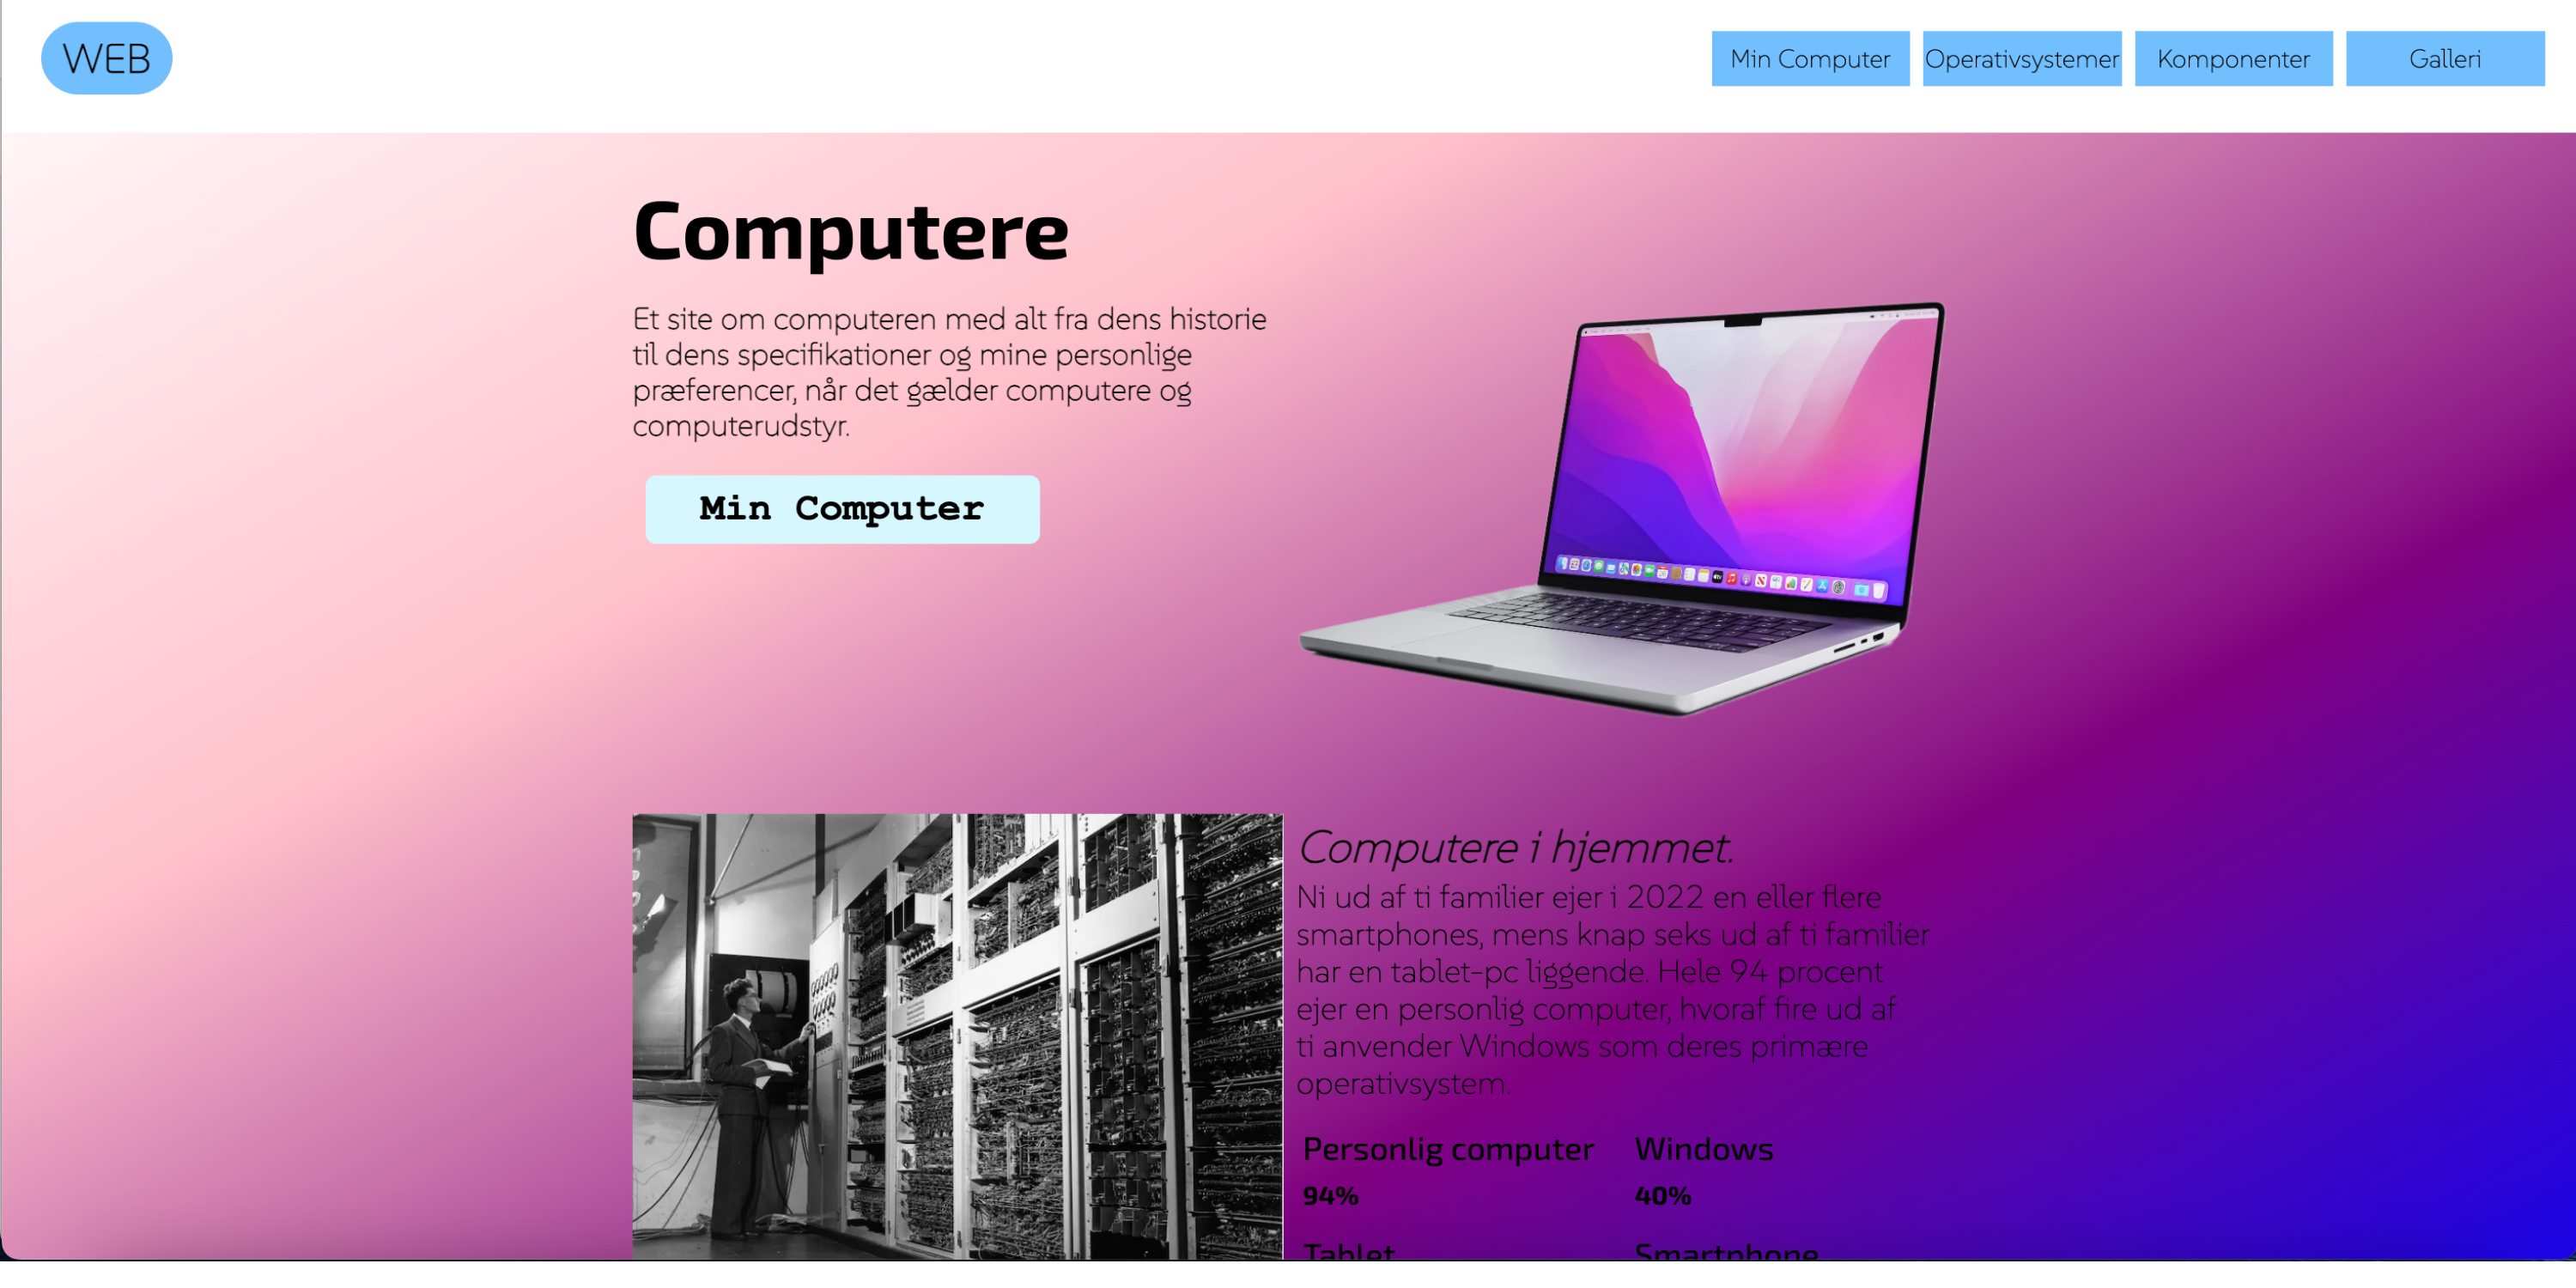 WEB
Min Computer
Operativsystemer
Komponenter
Galleri
Computere
Et site om computeren med alt fra dens historie
til dens specifikationer og mine personlige
præferencer, når det gælder computere og
computerudstyr.
Min Computer
Computere i hjemmet.
Ni ud af ti familier ejer i 2022 en eller flere
smartphones, mens knap seks ud af ti familier
har en tablet-pc liggende. Hele 94 procent
ejer en personlig computer, hvoraf fire ud af
ti anvender Windows som deres primære
operativsystem.
Personlig computer
Windows
94%
40%
Tablet
Smartphone